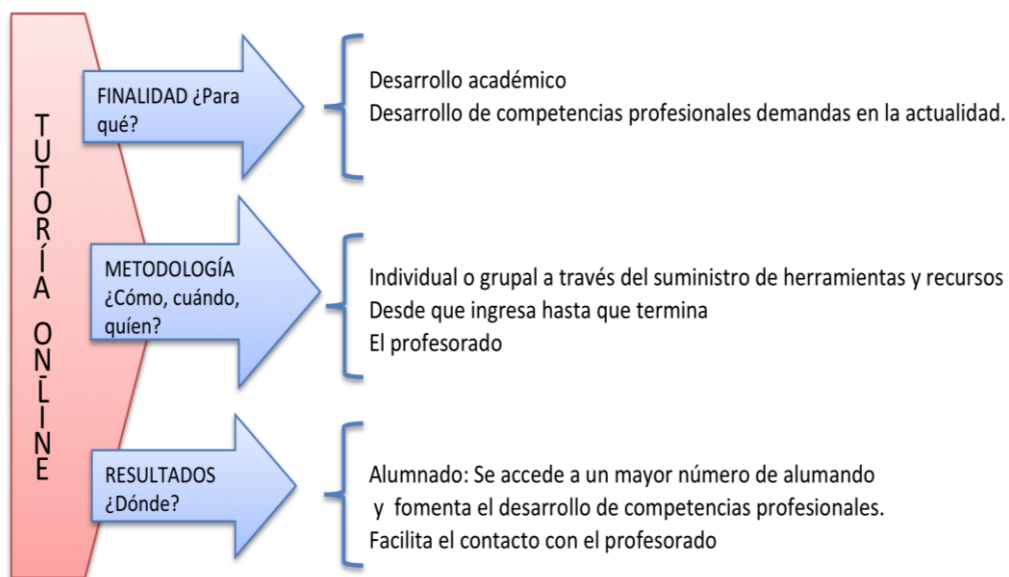 TUTORÍA ON-LINE
FINALIDAD ¿Para
qué?
Desarrollo académico
Desarrollo de competencias profesionales demandas en la actualidad.
METODOLOGÍA
¿Cómo, cuándo,
quíen?
Individual o grupal a través del suministro de herramientas y recursos
Desde que ingresa hasta que termina
El profesorado
RESULTADOS
¿Dónde?
Alumnado: Se accede a un mayor número de alumando
y fomenta el desarrollo de competencias profesionales.
Facilita el contacto con el profesorado